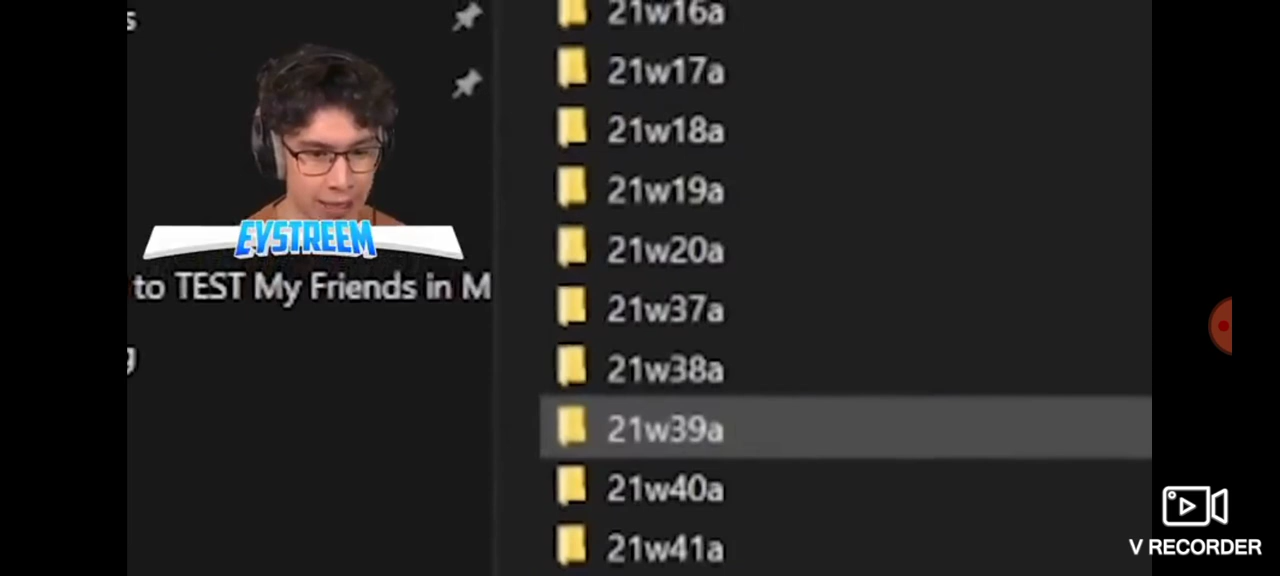 s
EYSTREEM
to TEST My Friends in M
g
21w16a
21w17a
21w18a
21w19a
21w20a
21w37a
21w38a
21w39a
21w40a
21w41a
V RECORDER